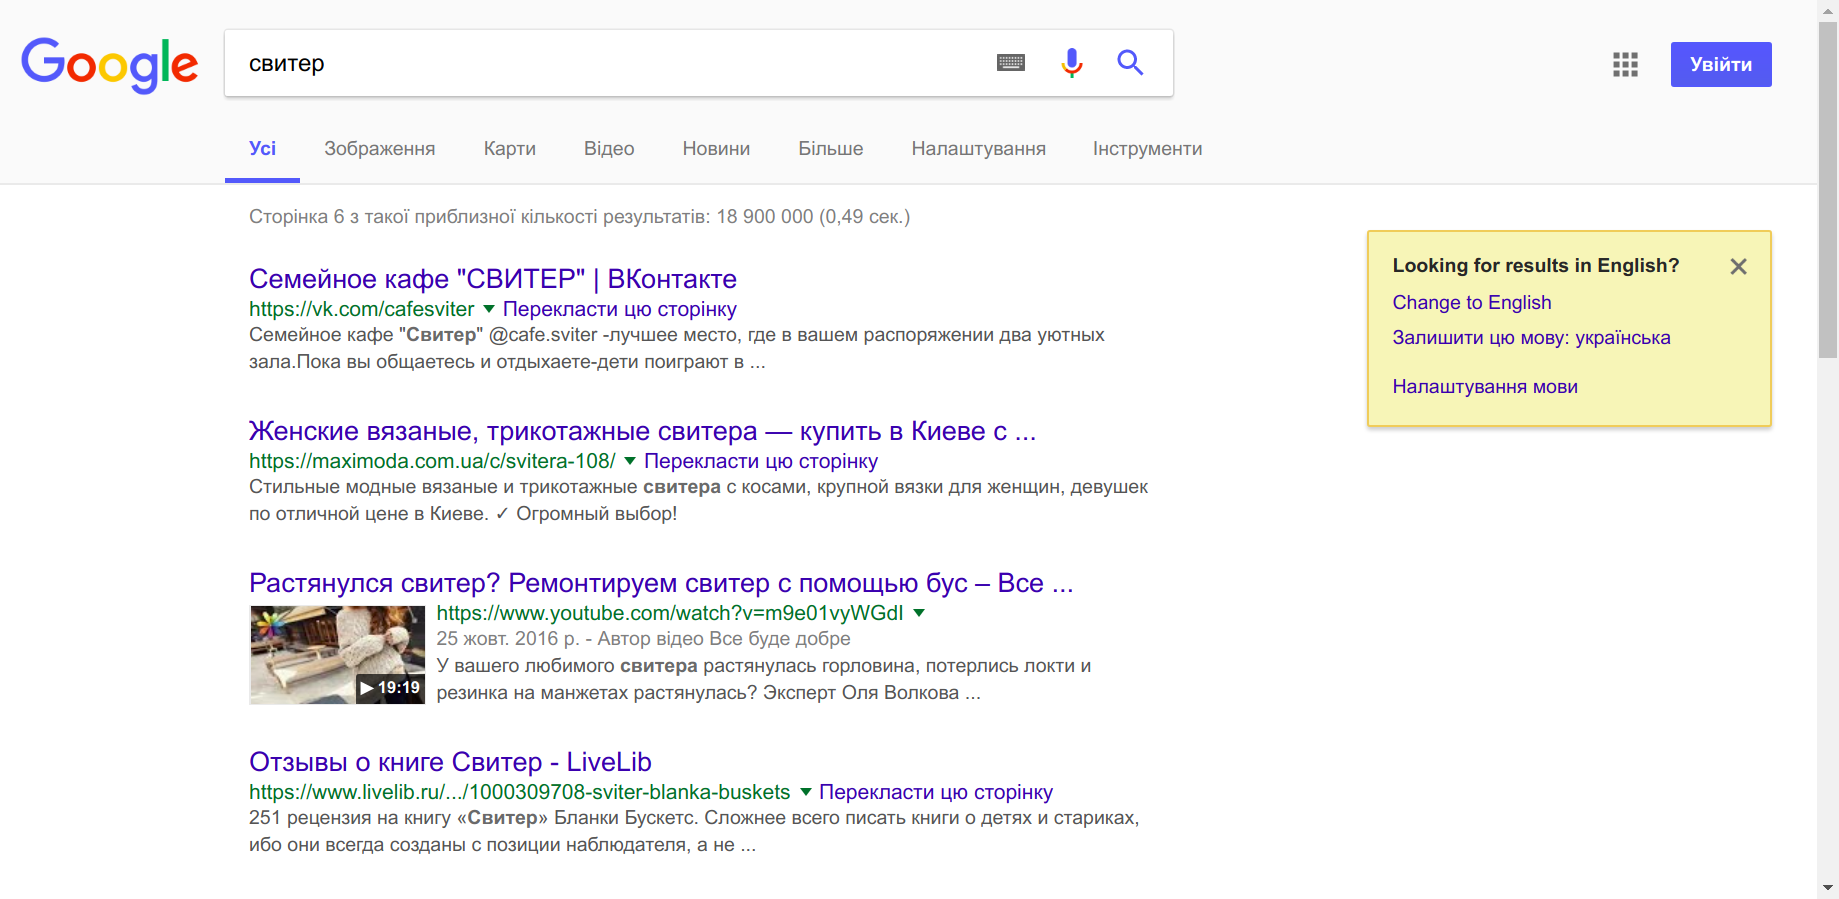 Google
свитер
Увійти
Усі Зображення Карти Відео Новини Більше Налаштування Інструменти
Сторінка 6 з такої приблизної кількості результатів: 18 900 000 (0,49 сек.)
Семейное кафе "СВИТЕР" | ВКонтакте
https://vk.com/cafesviter ▼ Перекласти цю сторінку
Семейное кафе "Свитер" @cafe.sviter -лучшее место, где в вашем распоряжении два уютных
зала.Пока вы общаетесь и отдыхаете-дети поиграют в ...
Женские вязаные, трикотажные свитера — купить в Киеве с ...
https://maximoda.com.ua/c/svitera-108/ ▼ Перекласти цю сторінку
Стильные модные вязаные и трикотажные свитера с косами, крупной вязки для женщин, девушек
по отличной цене в Киеве. ✓ Огромный выбор!
Растянулся свитер? Ремонтируем свитер с помощью бус – Все ...
19:19
https://www.youtube.com/watch?v=m9e01vyWGdI ▼
25 жовт. 2016 р. - Автор відео Все буде добре
У вашего любимого свитера растянулась горловина, потерлись локти и
резинка на манжетах растянулась? Эксперт Оля Волкова ...
Отзывы о книге Свитер - LiveLib
https://www.livelib.ru/.../1000309708-sviter-blanka-buskets ▼ Перекласти цю сторінку
251 рецензия на книгу «Свитер» Бланки Бускетс. Сложнее всего писать книги о детях и стариках,
ибо они всегда созданы с позиции наблюдателя, а не ...
Looking for results in English?
Change to English
Залишити цю мову: українська
Налаштування мови